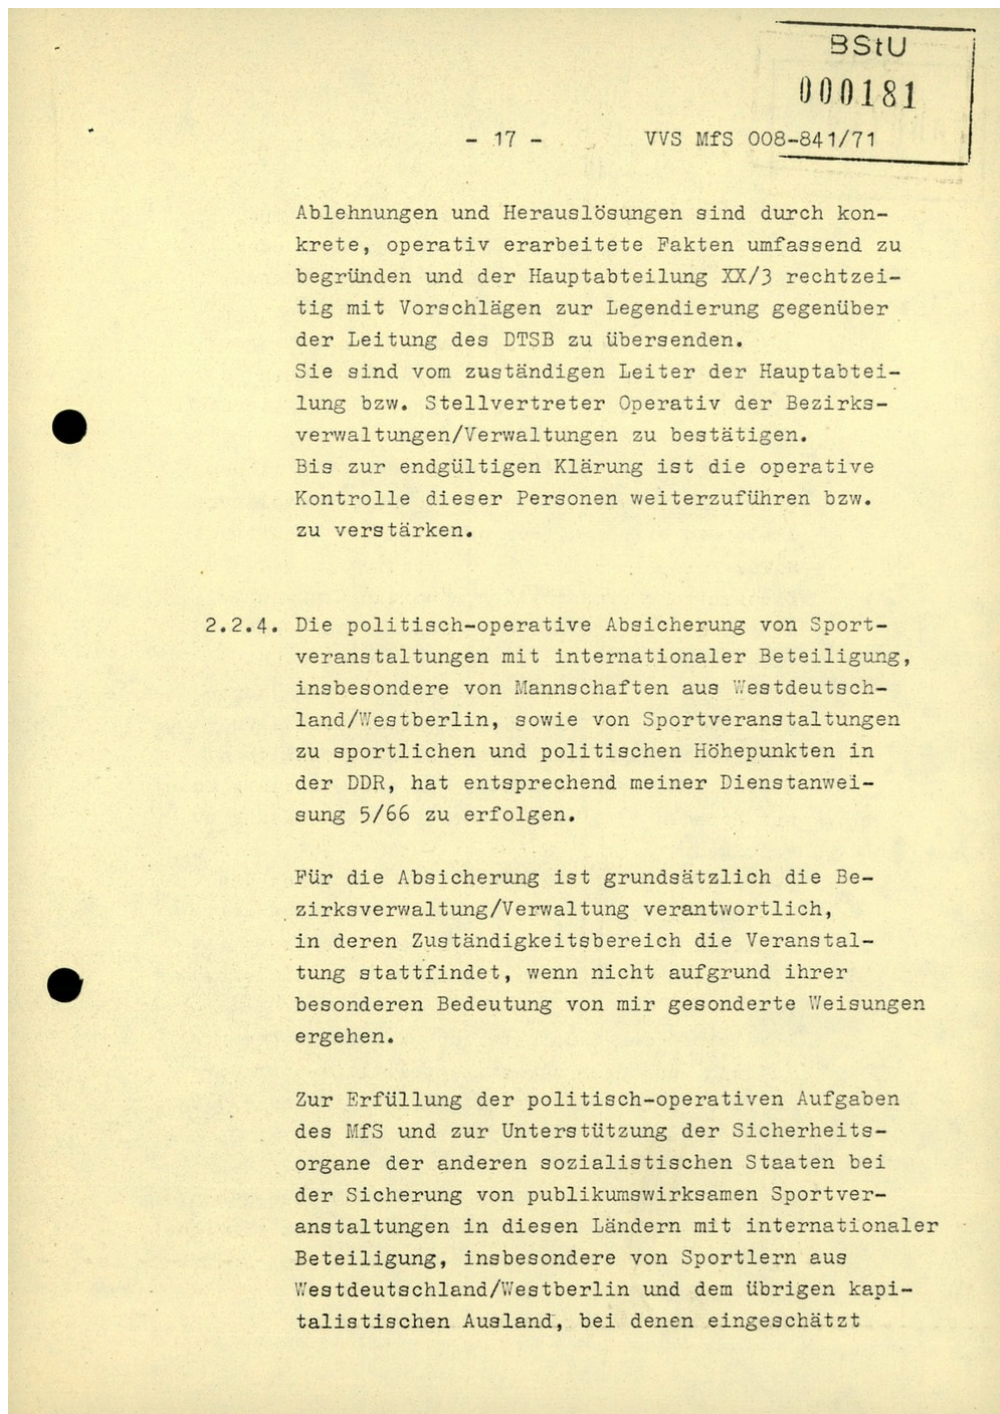 BStU
000181
- 17 - VVS MfS 008-841/71
Ablehnungen und Herauslösungen sind durch kon-
krete, operativ erarbeitete Fakten umfassend zu
begründen und der Hauptabteilung XX/3 rechtzei-
tig mit Vorschlägen zur Legendierung gegenüber
der Leitung des DTSB zu übersenden.
Sie sind vom zuständigen Leiter der Hauptabtei-
lung bzw. Stellvertreter Operativ der Bezirks-
verwaltungen/Verwaltungen zu bestätigen.
Bis zur endgültigen Klärung ist die operative
Kontrolle dieser Personen weiterzuführen bzw.
zu verstärken.
2.2.4. Die politisch-operative Absicherung von Sport-
veranstaltungen mit internationaler Beteiligung,
insbesondere von Mannschaften aus Westdeutsch-
land/Westberlin, sowie von Sportveranstaltungen
zu sportlichen und politischen Höhepunkten in
der DDR, hat entsprechend meiner Dienstanwei-
sung 5/66 zu erfolgen.
Für die Absicherung ist grundsätzlich die Be-
zirksverwaltung/Verwaltung verantwortlich,
in deren Zuständigkeitsbereich die Veranstal-
tung stattfindet, wenn nicht aufgrund ihrer
besonderen Bedeutung von mir gesonderte Weisungen
ergehen.
Zur Erfüllung der politisch-operativen Aufgaben
des MfS und zur Unterstützung der Sicherheits-
organe der anderen sozialistischen Staaten bei
der Sicherung von publikumswirksamen Sportver-
anstaltungen in diesen Ländern mit internationaler
Beteiligung, insbesondere von Sportlern aus
Westdeutschland/Westberlin und dem übrigen kapi-
talistischen Ausland, bei denen eingeschätzt